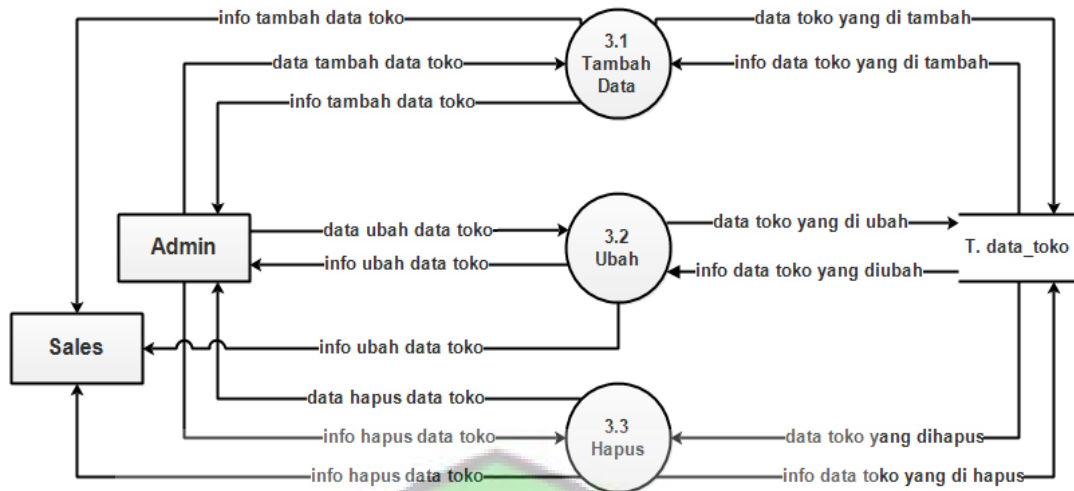 info tambah data toko
data toko yang di tambah
3.1
Tambah
Data
data tambah data toko
info data toko yang di tambah
info tambah data toko
Admin
data ubah data toko
3.2
Ubah
data toko yang di ubah
T. data_toko
info ubah data toko
info data toko yang diubah
Sales
info ubah data toko
data hapus data toko
3.3
Hapus
info hapus data toko
data toko yang dihapus
info hapus data toko
info data toko yang di hapus